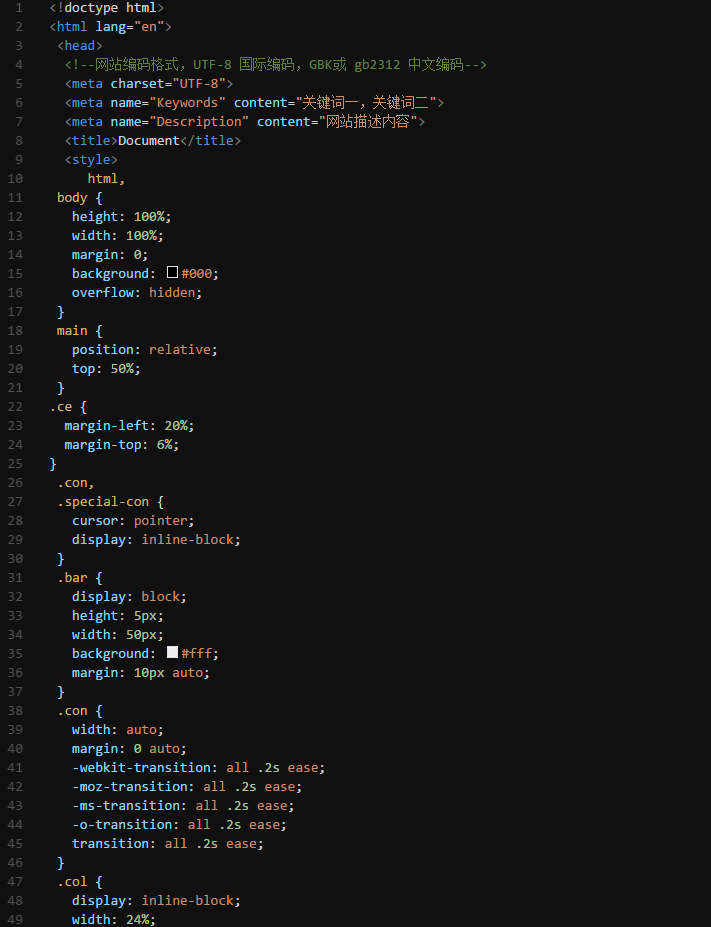 1 <!doctype html>
2 <html lang="en">
3 <head>
4 <!--网站编码格式，UTF-8 国际编码，GBK或 gb2312 中文编码-->
5 <meta charset="UTF-8">
6 <meta name="Keywords" content="关键词一，关键词二">
7 <meta name="Description" content="网站描述内容">
8 <title>Document</title>
9 <style>
10 html,
11 body {
12 height: 100%;
13 width: 100%;
14 margin: 0;
15 background: #000;
16 overflow: hidden;
17 }
18 main {
19 position: relative;
20 top: 50%;
21 }
22 .ce {
23 margin-left: 20%;
24 margin-top: 6%;
25 }
26 .con,
27 .special-con {
28 cursor: pointer;
29 display: inline-block;
30 }
31 .bar {
32 display: block;
33 height: 5px;
34 width: 50px;
35 background: #fff;
36 margin: 10px auto;
37 }
38 .con {
39 width: auto;
40 margin: 0 auto;
41 -webkit-transition: all .2s ease;
42 -moz-transition: all .2s ease;
43 -ms-transition: all .2s ease;
44 -o-transition: all .2s ease;
45 transition: all .2s ease;
46 }
47 .col {
48 display: inline-block;
49 width: 24%;